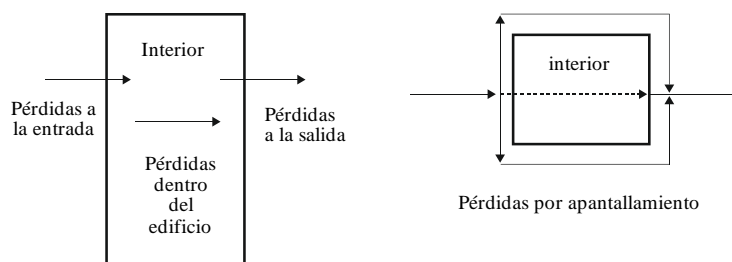 Interior
Pérdidas a
la entrada
Pérdidas
a la salida
Pérdidas
dentro
del
edificio
interior
Pérdidas por apantallamiento